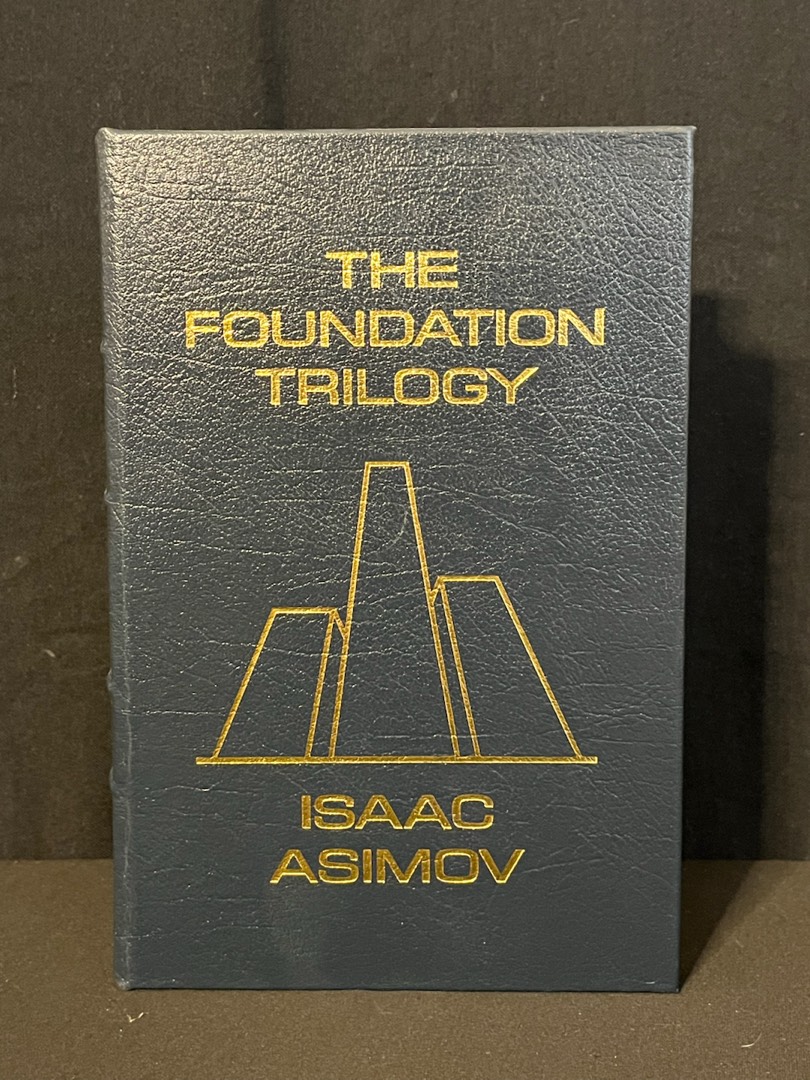 THE
FOUNDATION
TRILOGY
ISAAC
ASIMOV